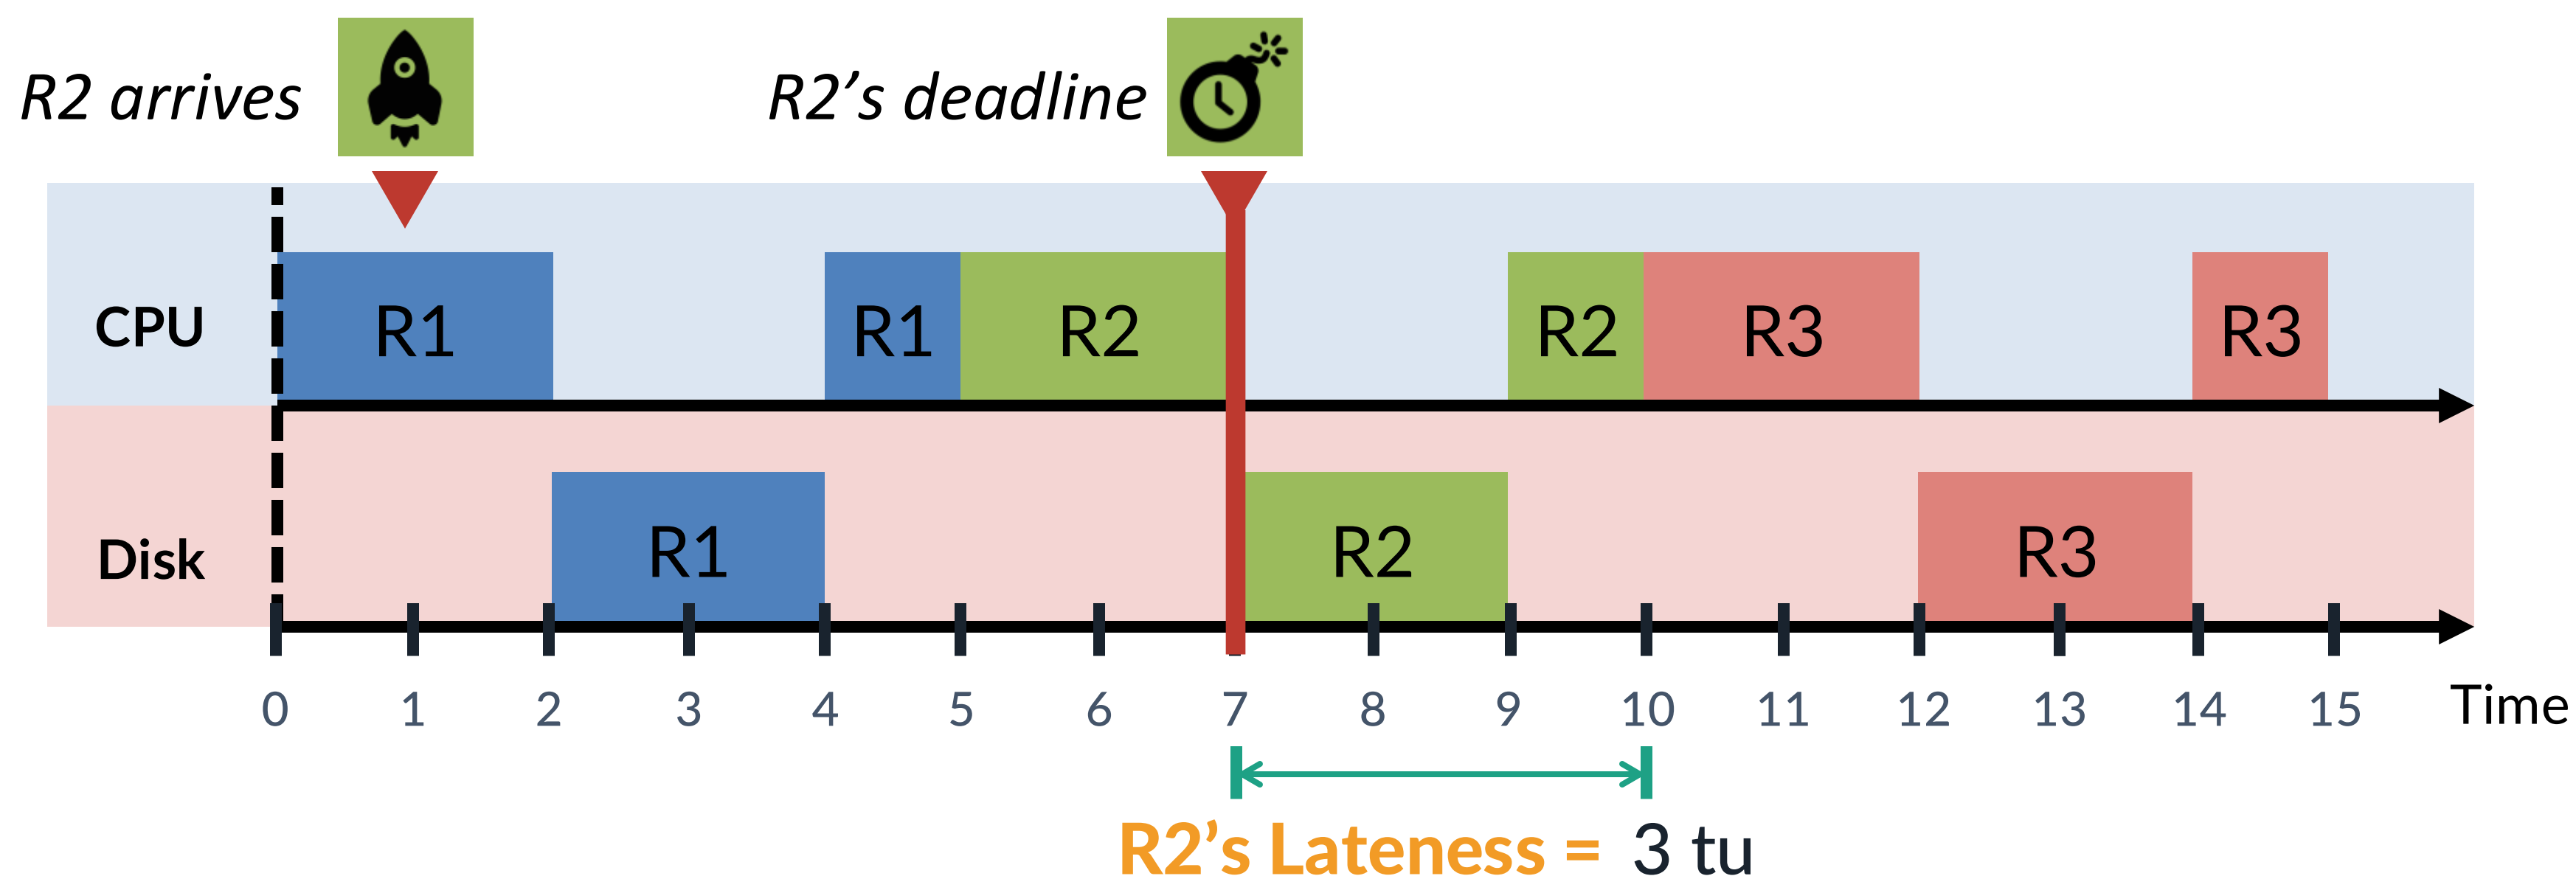 R2 arrives
R2’s deadline
CPU
R1
R1
R2
R2
R3
R3
Disk
R1
R2
R3
0 1 2 3 4 5 6 7 8 9 10 11 12 13 14 15 Time
R2’s Lateness = 3 tu